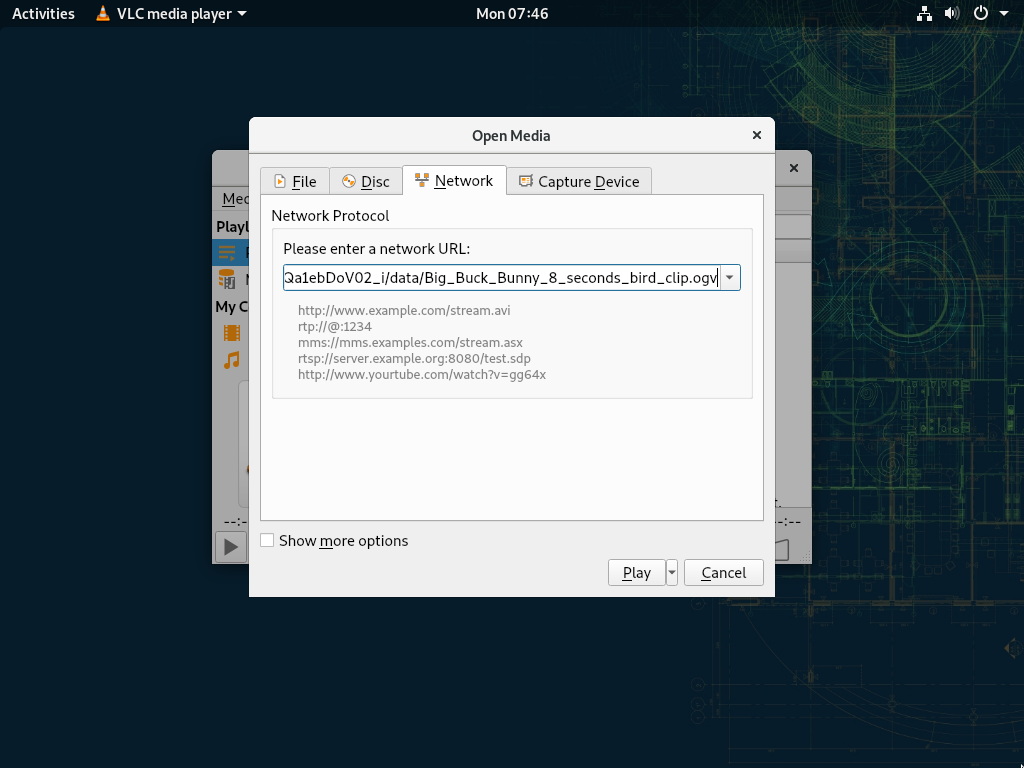 Activities VLC media player Mon 07:46
Open Media
File Disc Network Capture Device
Network Protocol
Please enter a network URL:
Qa1ebDoV02_i/data/Big_Buck_Bunny_8_seconds_bird_clip.ogv
http://www.example.com/stream.avi
rtp://@:1234
mms://mms.examples.com/stream.asx
rtsp://server.example.org:8080/test.sdp
http://www.yourtube.com/watch?v=gg64x
Show more options
Play Cancel
My C
--:-
--:--